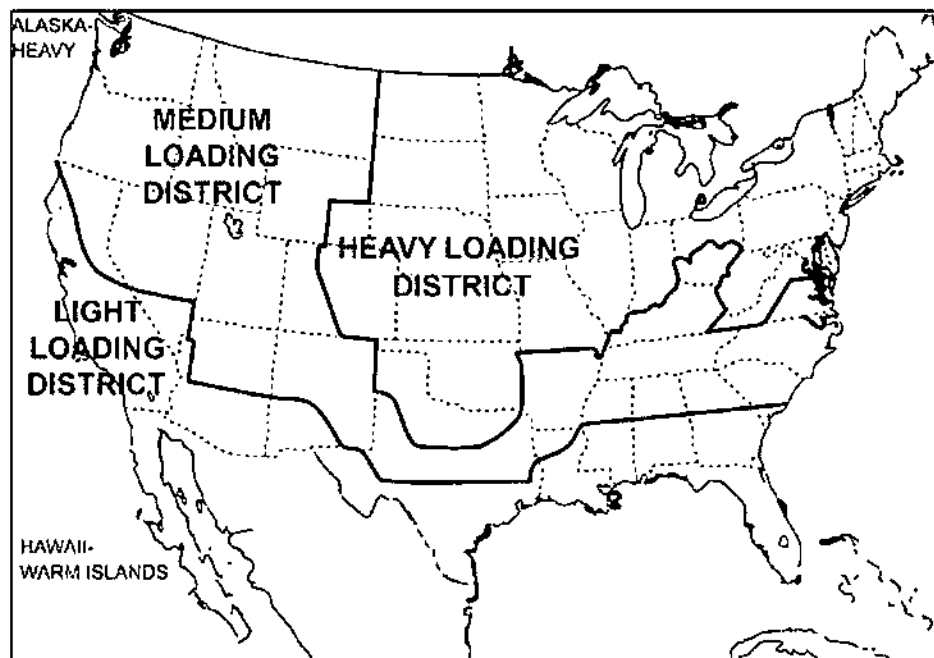 ALASKA-
HEAVY
MEDIUM
LOADING
DISTRICT
HEAVY LOADING
DISTRICT
LIGHT
LOADING
DISTRICT
HAWAII-
WARM ISLANDS